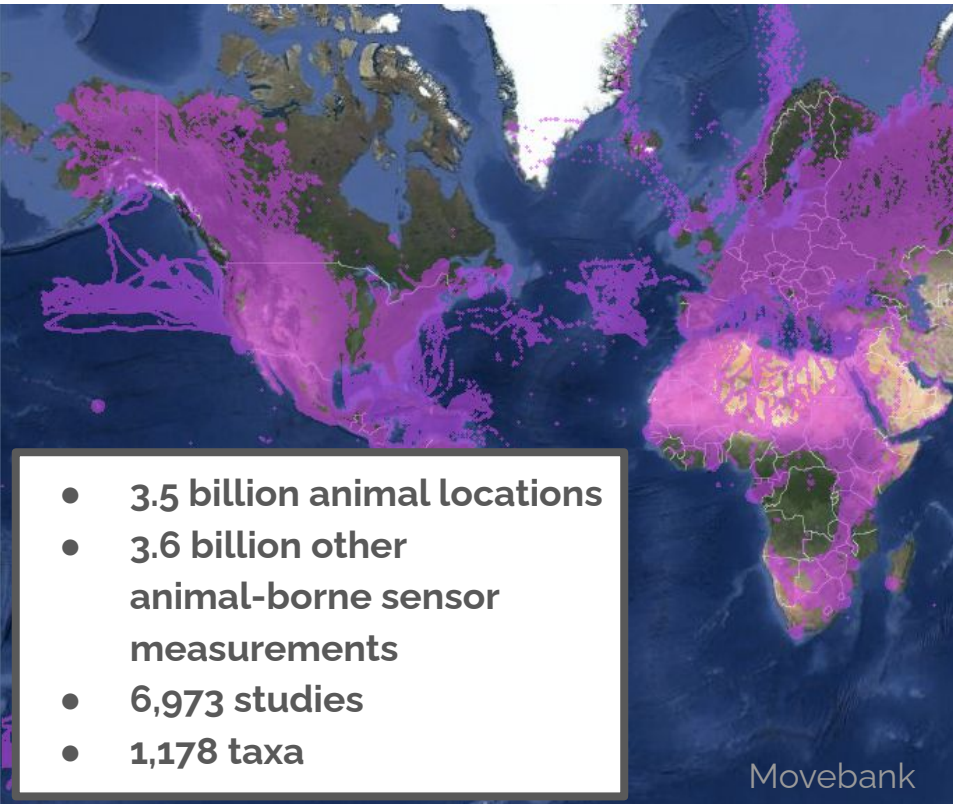 ● 3.5 billion animal locations
● 3.6 billion other
animal-borne sensor
measurements
● 6,973 studies
● 1,178 taxa
Movebank